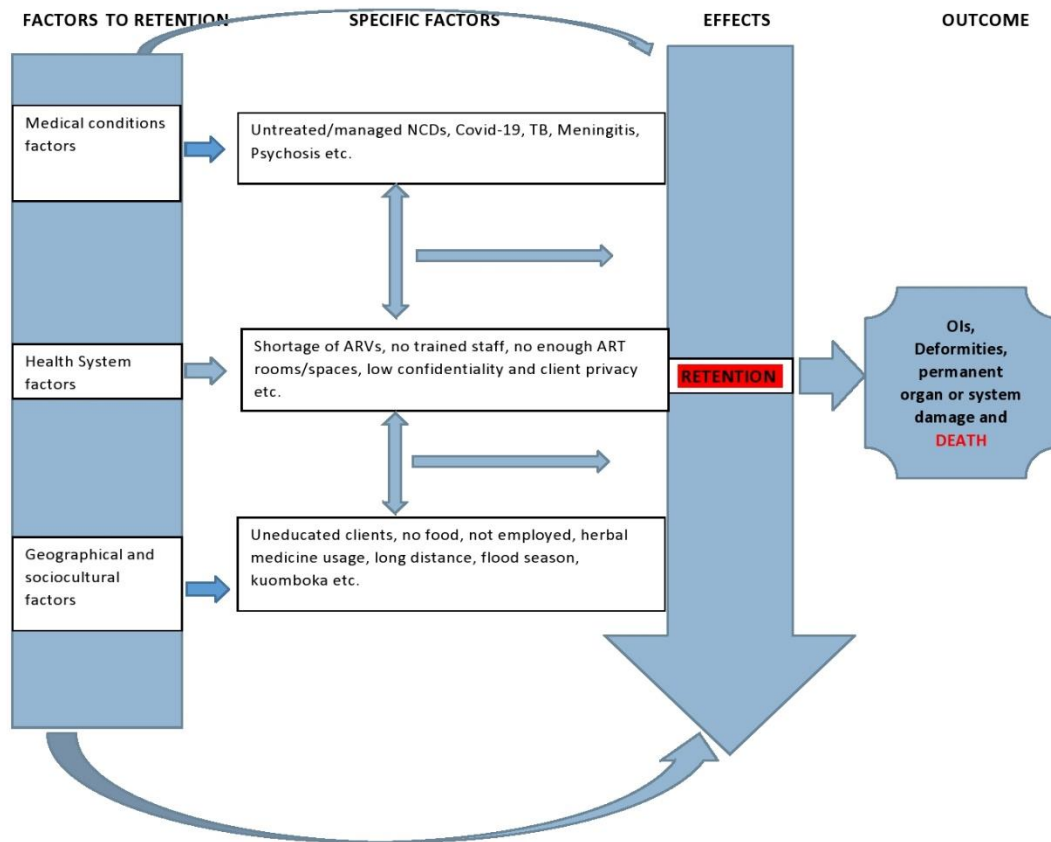 FACTORS TO RETENTION
SPECIFIC FACTORS
EFFECTS
OUTCOME
Medical conditions
factors
Untreated/managed NCDs, Covid-19, TB, Meningitis,
Psychosis etc.
Health System
factors
Shortage of ARVs, no trained staff, no enough ART
rooms/spaces, low confidentiality and client privacy
etc.
RETENTION
OIs,
Deformities,
permanent
organ or system
damage and
DEATH
Geographical and
sociocultural
factors
Uneducated clients, no food, not employed, herbal
medicine usage, long distance, flood season,
kuomboka etc.